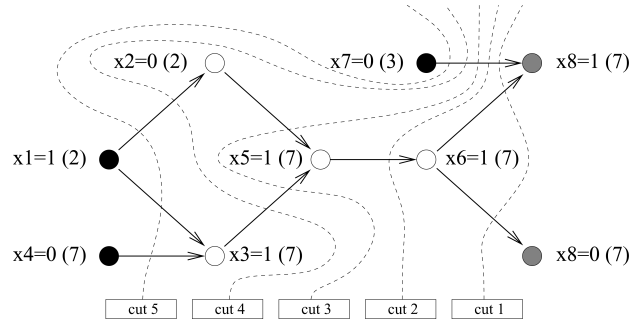 x2=0 (2)
x7=0 (3)
x8=1 (7)
x1=1 (2)
x5=1 (7)
x6=1 (7)
x4=0 (7)
x3=1 (7)
x8=0 (7)
cut 5
cut 4
cut 3
cut 2
cut 1